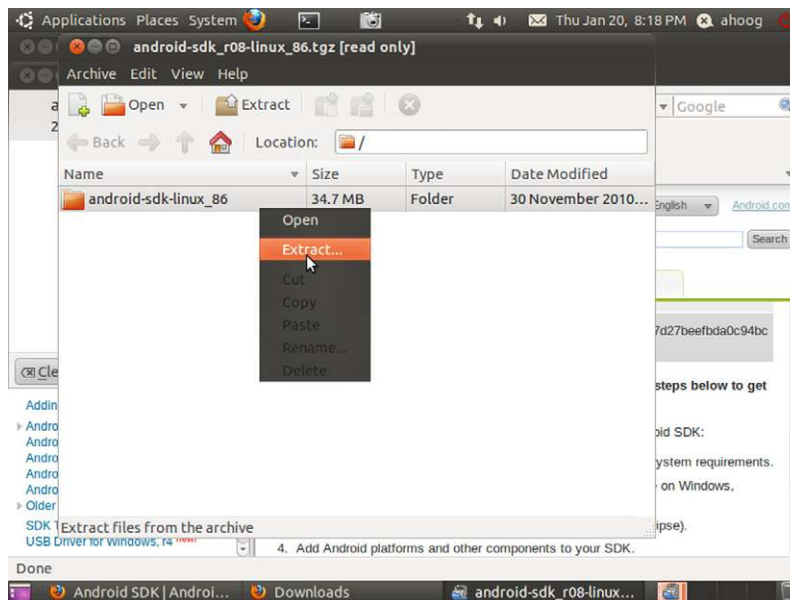 Applications Places System Thu Jan 20, 8:18 PM ahoog
android-sdk_r08-linux_86.tgz [read only]
Archive Edit View Help
Open Extract
Back Location: /
Google
Name Size Type Date Modified
android-sdk-linux_86 34.7 MB Folder 30 November 2010...
English Android.com
Open
Extract...
Search
Cut
Copy
Paste
Rename...
Delete
7d27beefbda0c94bc
Cle
steps below to get
Addin
Andro
oid SDK:
Andro
Andro
ystem requirements.
Andro
Andro
on Windows,
Older
SDK T
ipse).
Extract files from the archive
USB Driver for Windows, r4 new!
4. Add Android platforms and other components to your SDK.
Done
Android SDK | Androi... Downloads android-sdk_r08-linux...